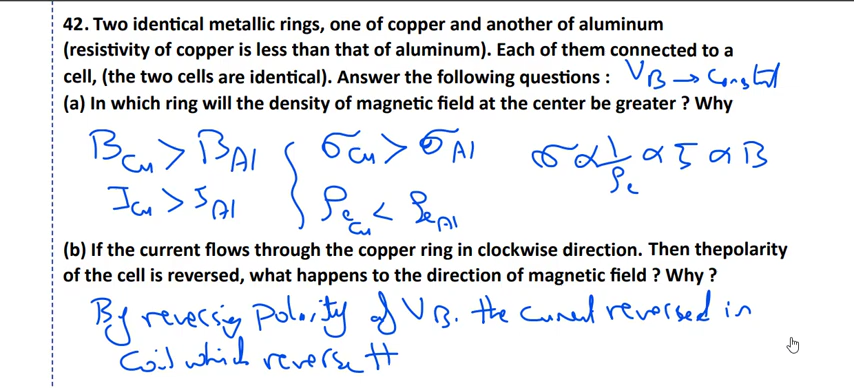 42. Two identical metallic rings, one of copper and another of aluminum
(resistivity of copper is less than that of aluminum). Each of them connected to a
cell, (the two cells are identical). Answer the following questions : V_B → Const
(a) In which ring will the density of magnetic field at the center be greater ? Why
B_Cu > B_Al { σ_Cu > σ_Al σ α 1/ρ_e α I α B
I_Cu > I_Al ρ_e Cu < ρ_e Al
(b) If the current flows through the copper ring in clockwise direction. Then thepolarity
of the cell is reversed, what happens to the direction of magnetic field ? Why ?
By reversing Polarity of V_B. the current reversed in
Coil which reverse tt